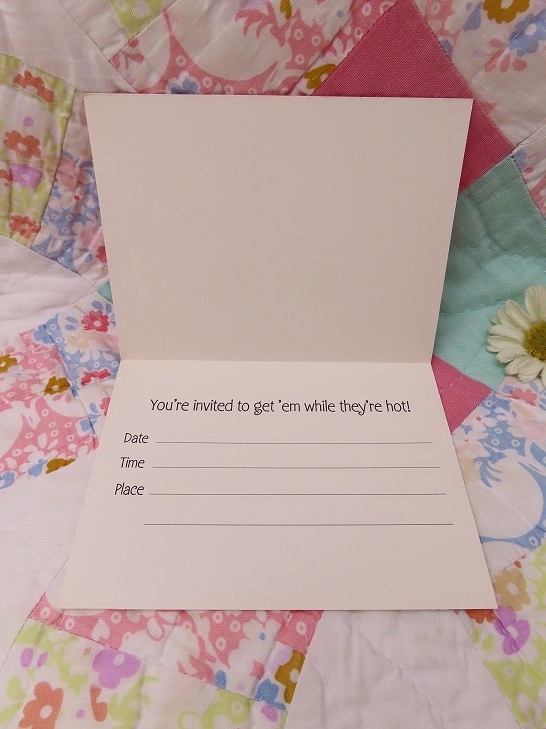 You're invited to get 'em while they're hot!
Date
Time
Place